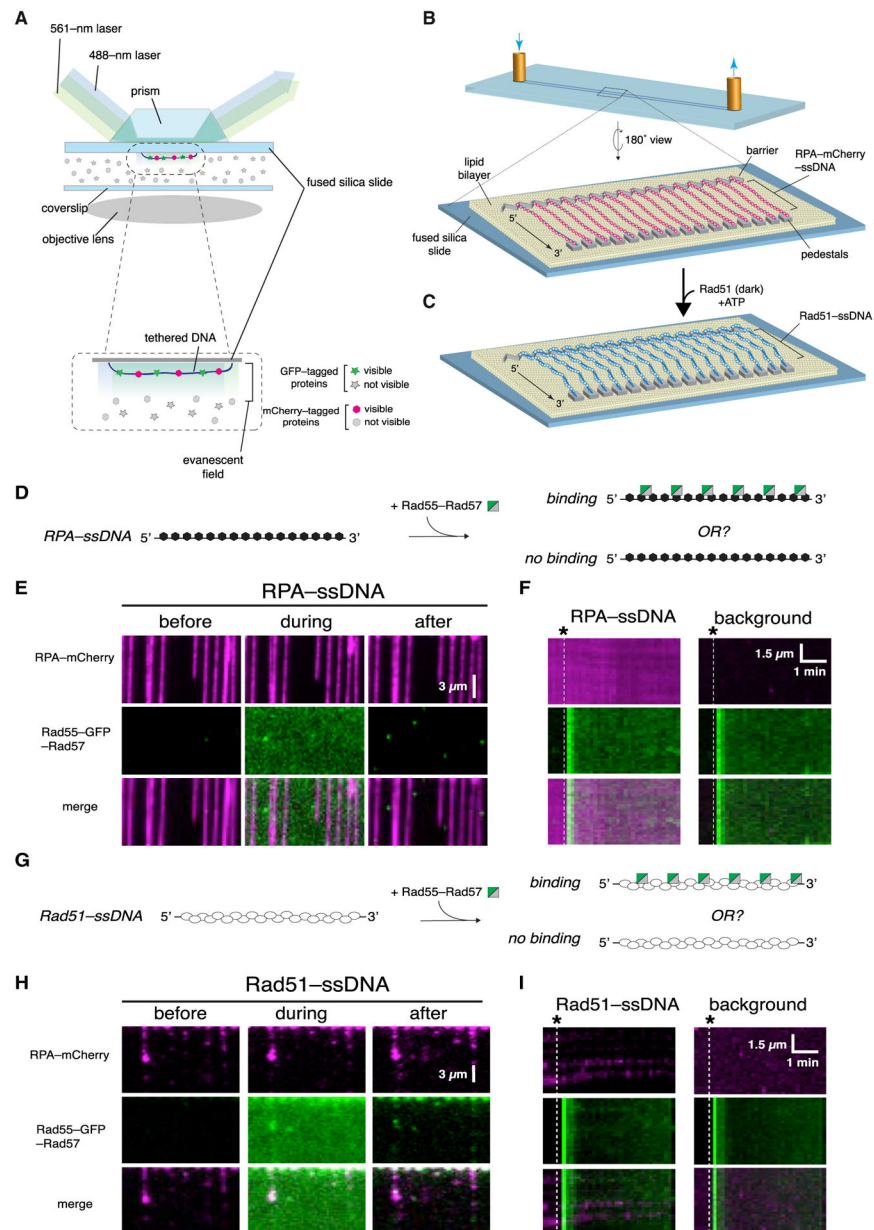 A
561–nm laser
488–nm laser
prism
fused silica slide
coverslip
objective lens
tethered DNA
GFP–tagged
proteins
visible
not visible
mCherry-tagged
proteins
visible
not visible
evanescent
field
B
180˚ view
lipid
bilayer
barrier
RPA–mCherry
–ssDNA
5’
3’
fused silica
slide
pedestals
Rad51 (dark)
+ATP
C
Rad51–ssDNA
5’
3’
D
RPA–ssDNA
5’
3’
+ Rad55–Rad57
binding
5’
3’
OR?
no binding
5’
3’
E
RPA–ssDNA
before
during
after
RPA–mCherry
3 µm
Rad55–GFP
–Rad57
merge
F
RPA–ssDNA
background
*
*
1.5 µm
1 min
G
Rad51–ssDNA
5’
3’
+ Rad55–Rad57
binding
5’
3’
OR?
no binding
5’
3’
H
Rad51–ssDNA
before
during
after
RPA–mCherry
3 µm
Rad55–GFP
–Rad57
merge
I
Rad51–ssDNA
background
*
*
1.5 µm
1 min